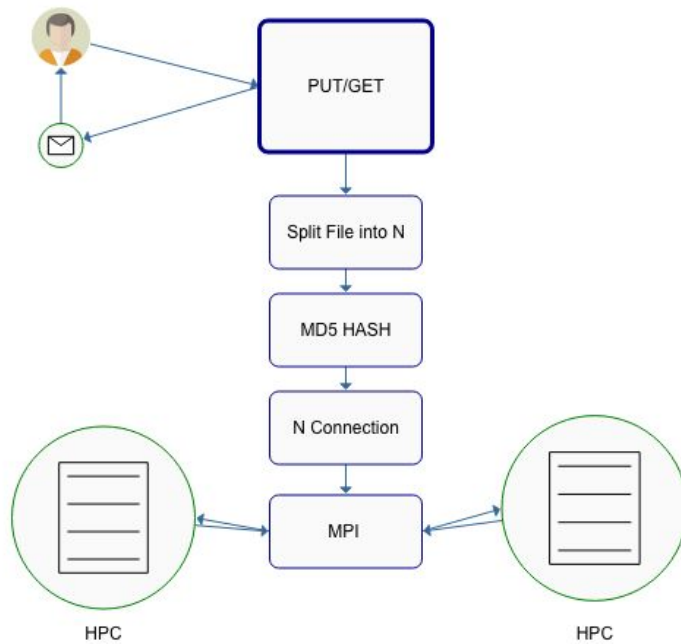 PUT/GET
Split File into N
MD5 HASH
N Connection
MPI
HPC
HPC